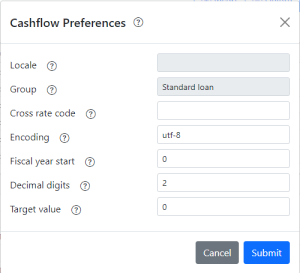 Cashflow Preferences ?
Locale ?
Group ? Standard loan
Cross rate code ?
Encoding ? utf-8
Fiscal year start ? 0
Decimal digits ? 2
Target value ? 0
Cancel Submit